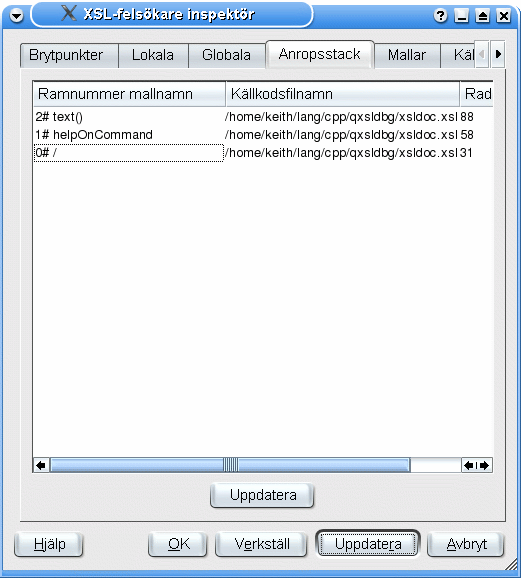 XSL-felsökare inspektör
Brytpunkter Lokala Globala Anropsstack Mallar Käl
Ramnummer mallnamn Källkodsfilnamn Rad
2# text() /home/keith/lang/cpp/qxsldbg/xsldoc.xsl 88
1# helpOnCommand /home/keith/lang/cpp/qxsldbg/xsldoc.xsl 58
0# / /home/keith/lang/cpp/qxsldbg/xsldoc.xsl 31
Uppdatera
Hjälp OK Verkställ Uppdatera Avbryt